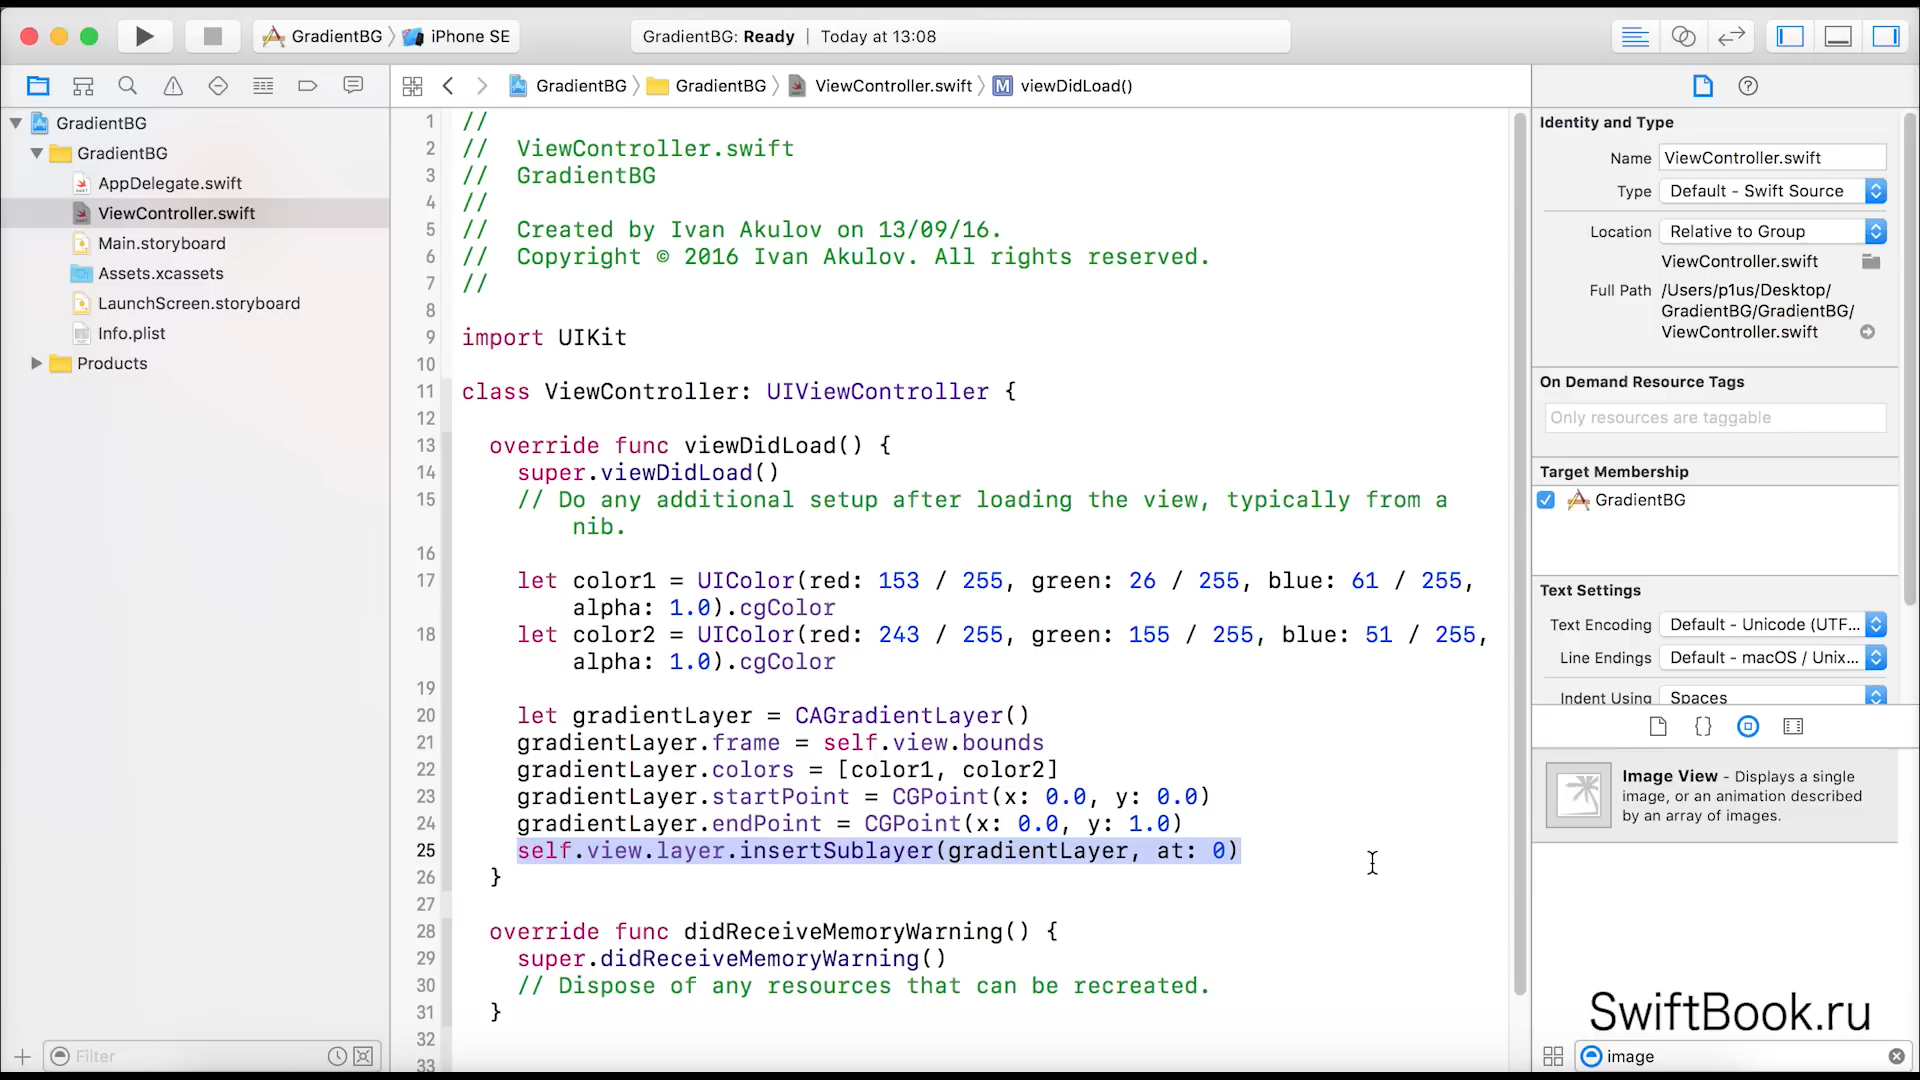 GradientBG
iPhone SE
GradientBG: Ready | Today at 13:08
GradientBG
GradientBG
ViewController.swift
M viewDidLoad()
GradientBG
GradientBG
AppDelegate.swift
ViewController.swift
Main.storyboard
Assets.xcassets
LaunchScreen.storyboard
Info.plist
Products
Filter
1 //
2 //  ViewController.swift
3 //  GradientBG
4 //
5 //  Created by Ivan Akulov on 13/09/16.
6 //  Copyright © 2016 Ivan Akulov. All rights reserved.
7 //
8
9 import UIKit
10
11 class ViewController: UIViewController {
12
13   override func viewDidLoad() {
14     super.viewDidLoad()
15     // Do any additional setup after loading the view, typically from a
nib.
16
17     let color1 = UIColor(red: 153 / 255, green: 26 / 255, blue: 61 / 255,
alpha: 1.0).cgColor
18     let color2 = UIColor(red: 243 / 255, green: 155 / 255, blue: 51 / 255,
alpha: 1.0).cgColor
19
20     let gradientLayer = CAGradientLayer()
21     gradientLayer.frame = self.view.bounds
22     gradientLayer.colors = [color1, color2]
23     gradientLayer.startPoint = CGPoint(x: 0.0, y: 0.0)
24     gradientLayer.endPoint = CGPoint(x: 0.0, y: 1.0)
25     self.view.layer.insertSublayer(gradientLayer, at: 0)
26   }
27
28   override func didReceiveMemoryWarning() {
29     super.didReceiveMemoryWarning()
30     // Dispose of any resources that can be recreated.
31   }
32
33
Identity and Type
Name ViewController.swift
Type Default - Swift Source
Location Relative to Group
ViewController.swift
Full Path /Users/p1us/Desktop/
GradientBG/GradientBG/
ViewController.swift
On Demand Resource Tags
Only resources are taggable
Target Membership
GradientBG
Text Settings
Text Encoding Default - Unicode (UTF...
Line Endings Default - macOS / Unix...
Indent Using Spaces
Image View - Displays a single
image, or an animation described
by an array of images.
SwiftBook.ru
image